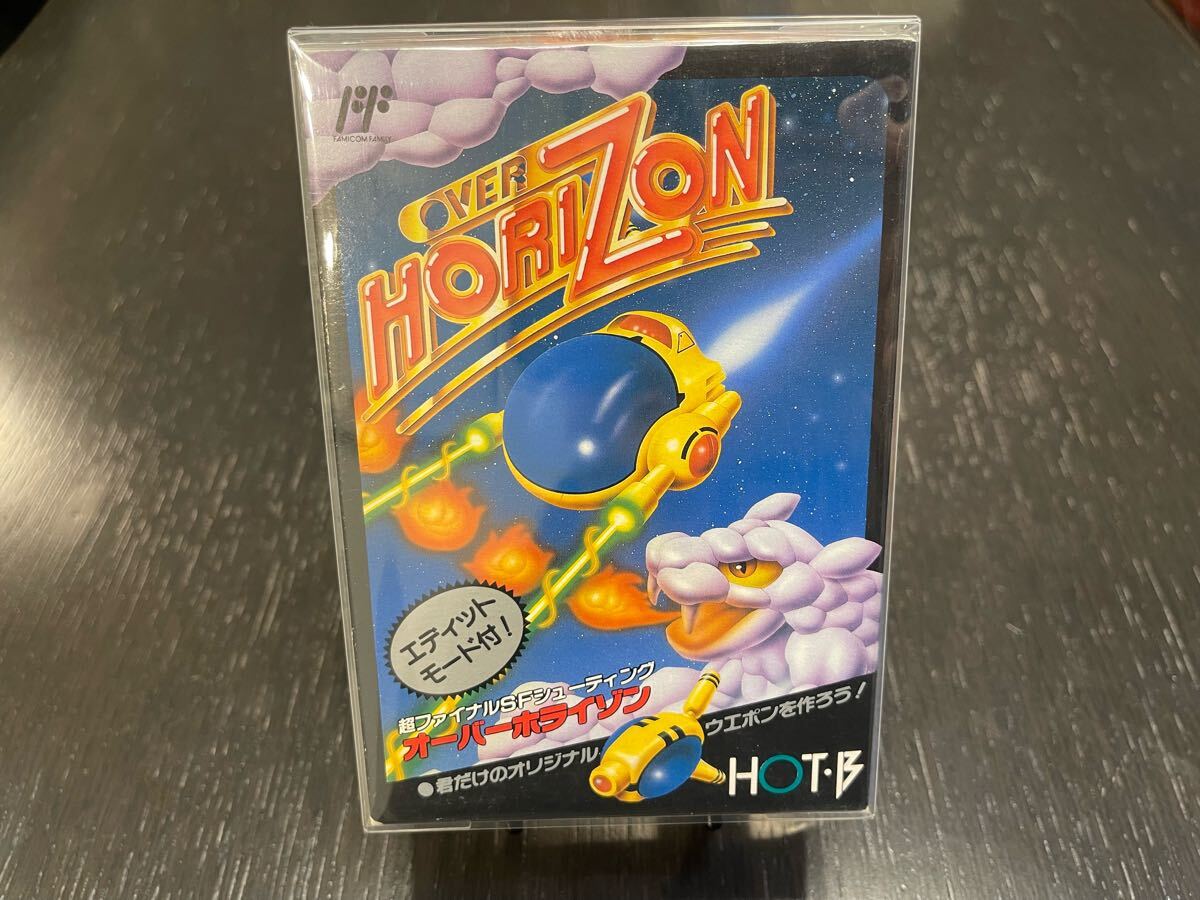 FAMICOM FAMILY
OVER
HORIZON
エディット
モード付!
超ファイナルSFシューティング
オーバーホライゾン
●君だけのオリジナル ウエポンを作ろう!
HOT・B